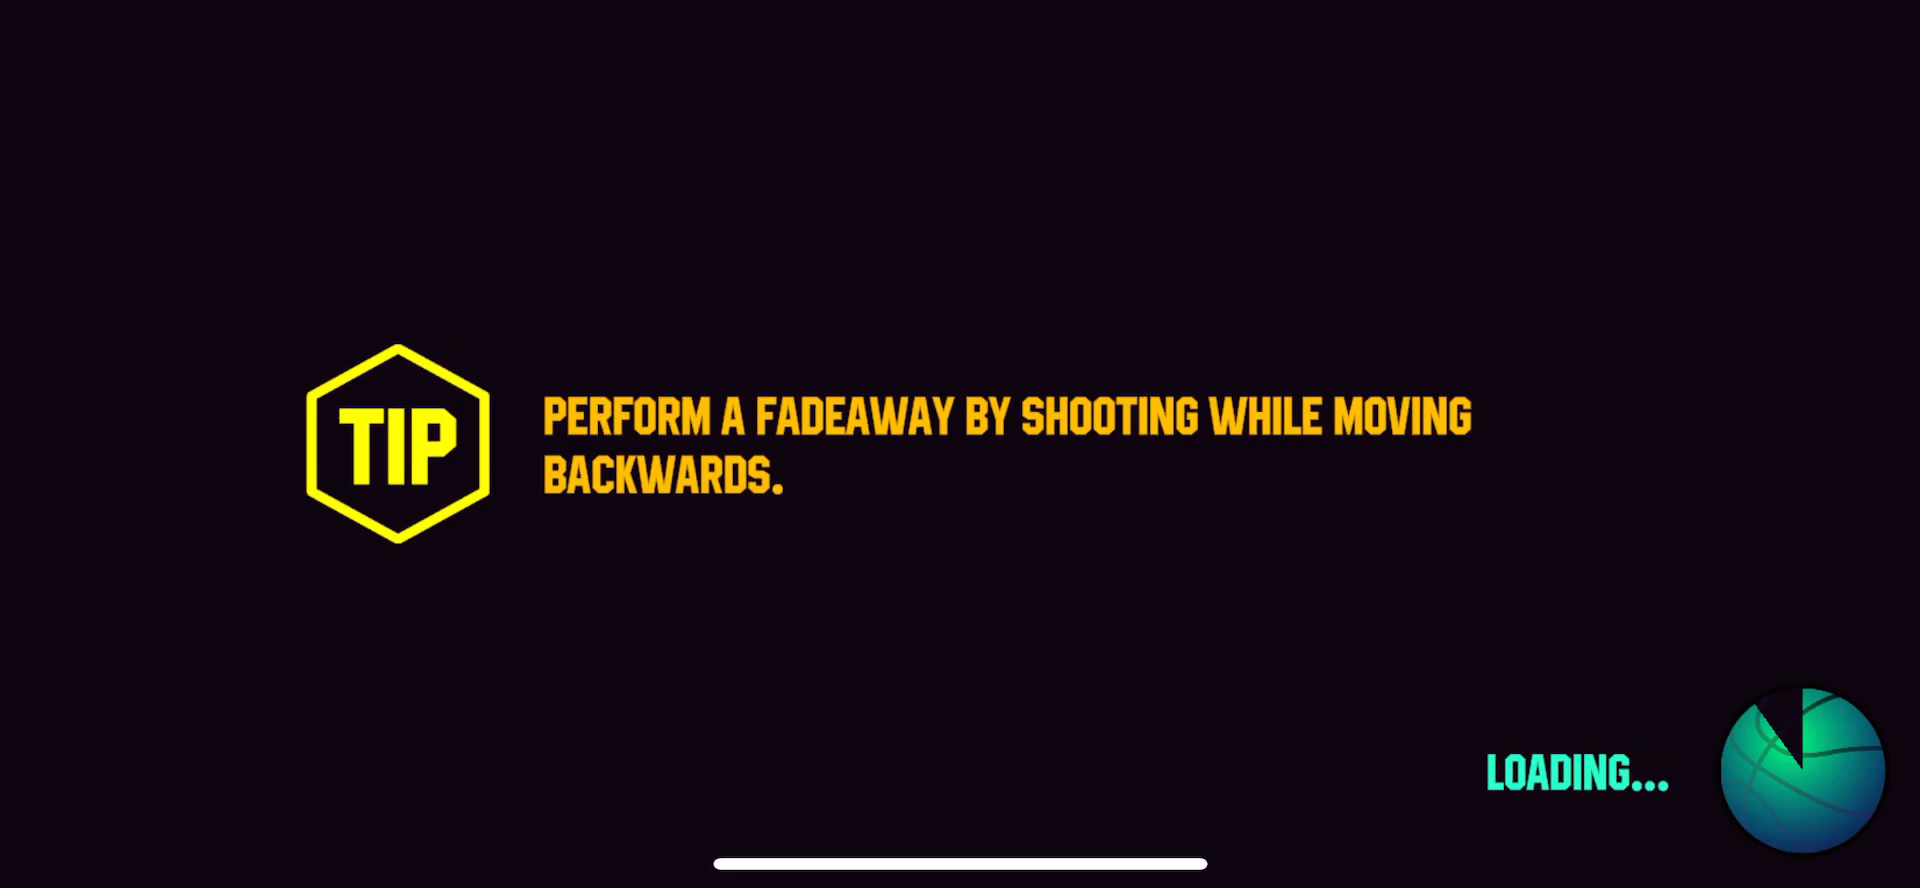 TIP
PERFORM A FADEAWAY BY SHOOTING WHILE MOVING
BACKWARDS.
LOADING...